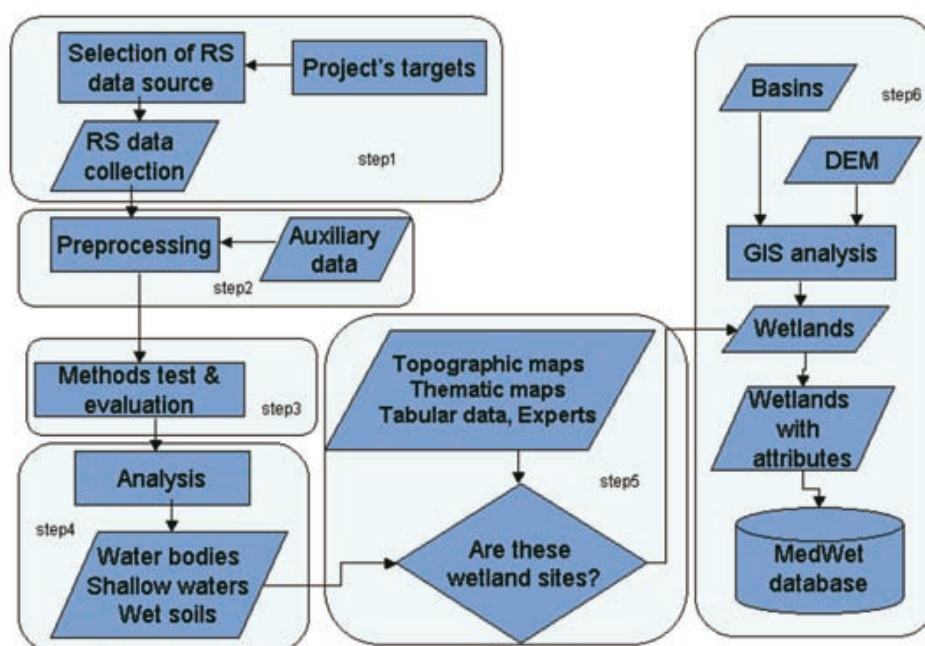 Selection of RS
data source
Project's targets
RS data
collection
step1
Preprocessing
Auxiliary
data
step2
Methods test &
evaluation
step3
Analysis
step4
Water bodies
Shallow waters
Wet soils
Topographic maps
Thematic maps
Tabular data, Experts
step5
Are these
wetland sites?
Basins
step6
DEM
GIS analysis
Wetlands
Wetlands
with
attributes
MedWet
database